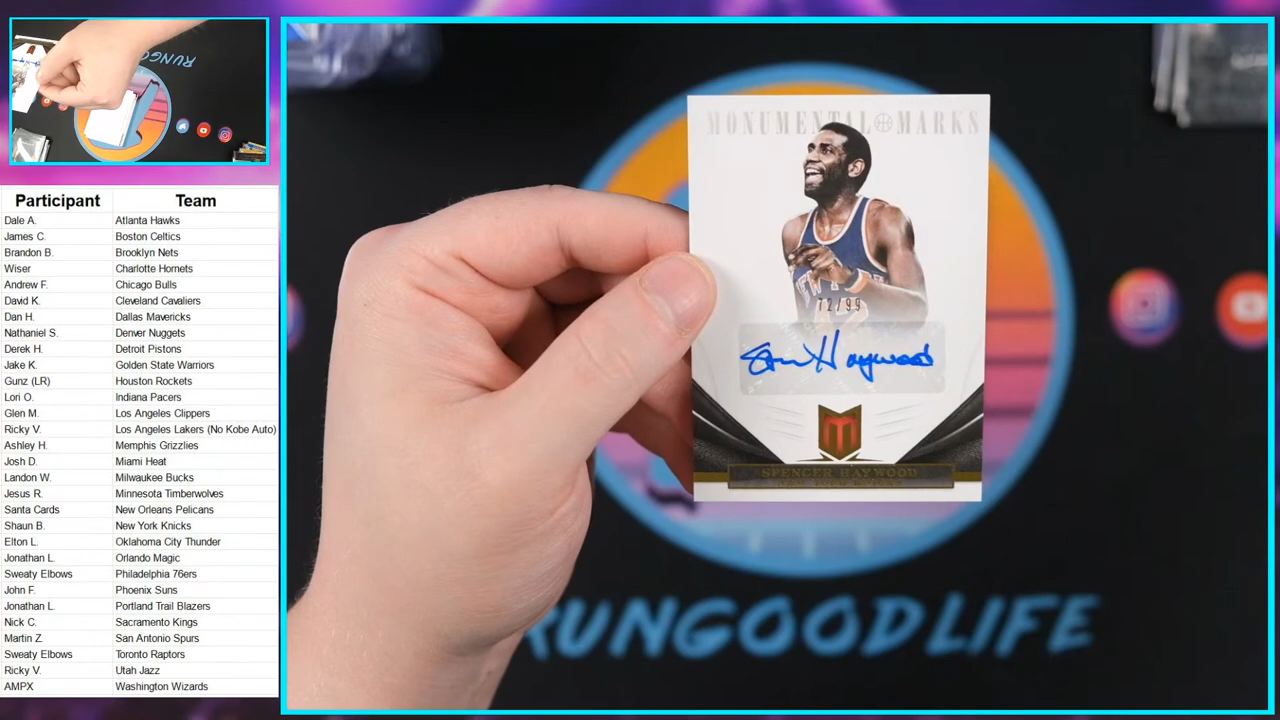 RUNGOODLIFE
Participant Team
Dale A. Atlanta Hawks
James C. Boston Celtics
Brandon B. Brooklyn Nets
Wiser Charlotte Hornets
Andrew F. Chicago Bulls
David K. Cleveland Cavaliers
Dan H. Dallas Mavericks
Nathaniel S. Denver Nuggets
Derek H. Detroit Pistons
Jake K. Golden State Warriors
Gunz (LR) Houston Rockets
Lori O. Indiana Pacers
Glen M. Los Angeles Clippers
Ricky V. Los Angeles Lakers (No Kobe Auto)
Ashley H. Memphis Grizzlies
Josh D. Miami Heat
Landon W. Milwaukee Bucks
Jesus R. Minnesota Timberwolves
Santa Cards New Orleans Pelicans
Shaun B. New York Knicks
Elton L. Oklahoma City Thunder
Jonathan L. Orlando Magic
Sweaty Elbows Philadelphia 76ers
John F. Phoenix Suns
Jonathan L. Portland Trail Blazers
Nick C. Sacramento Kings
Martin Z. San Antonio Spurs
Sweaty Elbows Toronto Raptors
Ricky V. Utah Jazz
AMPX Washington Wizards
MONUMENTAL MARKS
72/99
Haywood
M
SPENCER HAYWOOD
RUNGOODLIFE